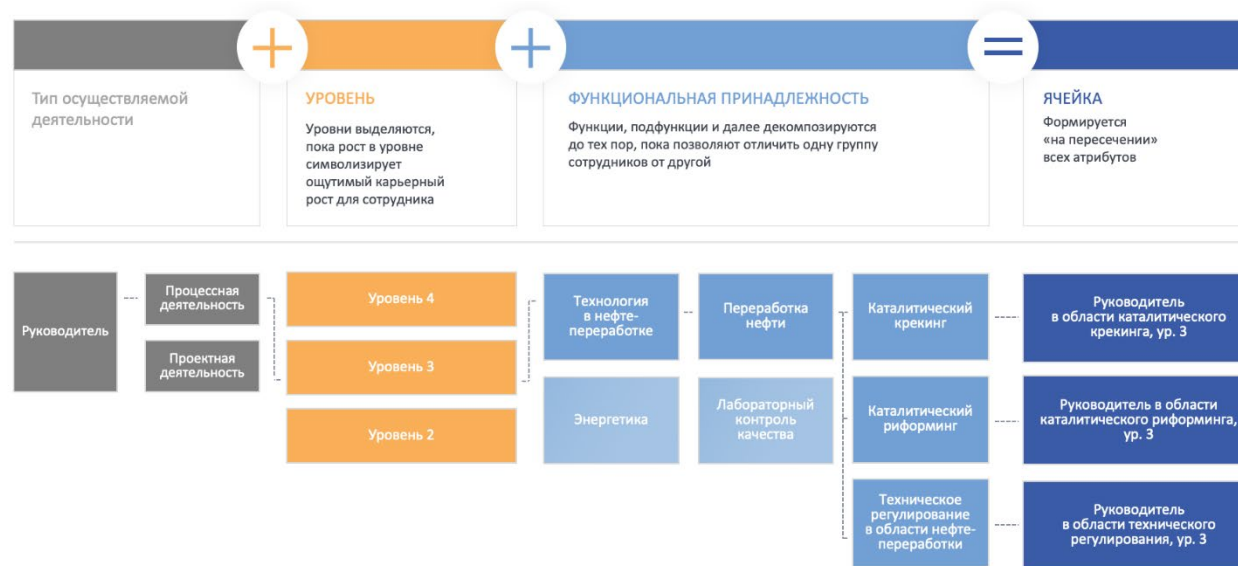 Тип осуществляемой
деятельности
УРОВЕНЬ
Уровни выделяются,
пока рост в уровне
символизирует
ощутимый карьерный
рост для сотрудника
ФУНКЦИОНАЛЬНАЯ ПРИНАДЛЕЖНОСТЬ
Функции, подфункции и далее декомпозируются
до тех пор, пока позволяют отличить одну группу
сотрудников от другой
ЯЧЕЙКА
Формируется
«на пересечении»
всех атрибутов
Руководитель
Процессная
деятельность
Проектная
деятельность
Уровень 4
Уровень 3
Уровень 2
Технология
в нефте-
переработке
Энергетика
Переработка
нефти
Лабораторный
контроль
качества
Каталитический
крекинг
Каталитический
риформинг
Техническое
регулирование
в области нефте-
переработки
Руководитель
в области каталитического
крекинга, ур. 3
Руководитель в области
каталитического риформинга,
ур. 3
Руководитель
в области технического
регулирования, ур. 3